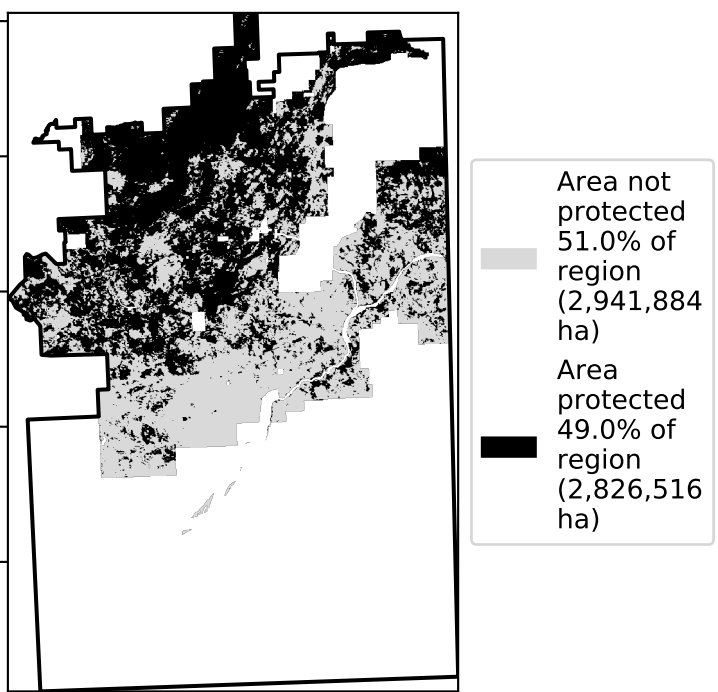 Area not
protected
51.0% of
region
(2,941,884
ha)
Area
protected
49.0% of
region
(2,826,516
ha)